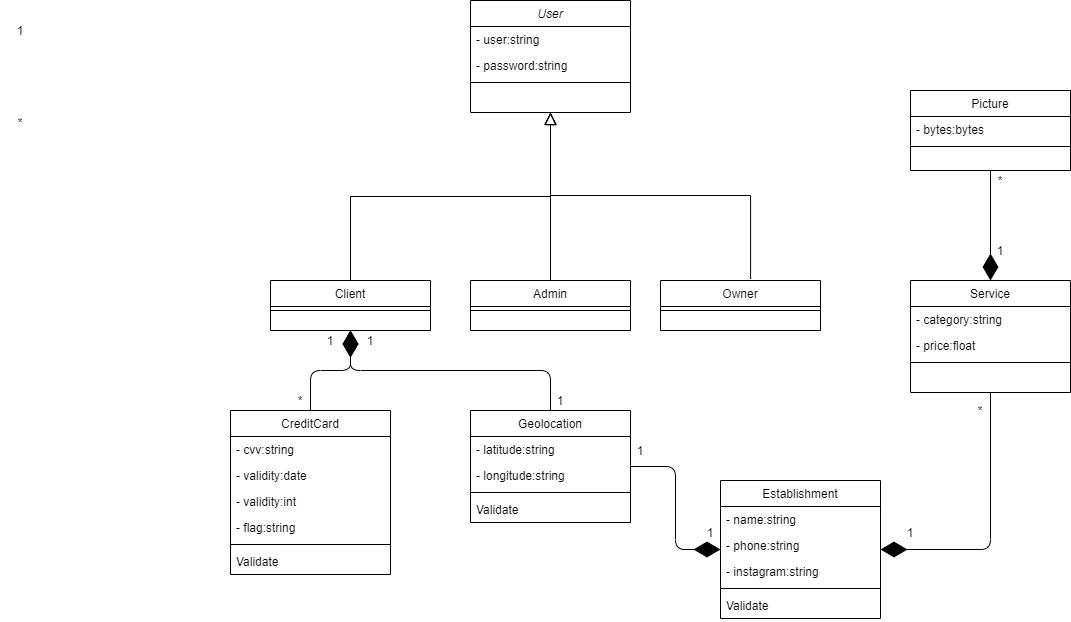 User
- user:string
- password:string
1
*
Picture
- bytes:bytes
*
1
Client
Admin
Owner
Service
- category:string
- price:float
*
1
1
*
1
CreditCard
- cvv:string
- validity:date
- validity:int
- flag:string
Validate
Geolocation
- latitude:string
- longitude:string
Validate
1
1
Establishment
- name:string
- phone:string
- instagram:string
Validate
1